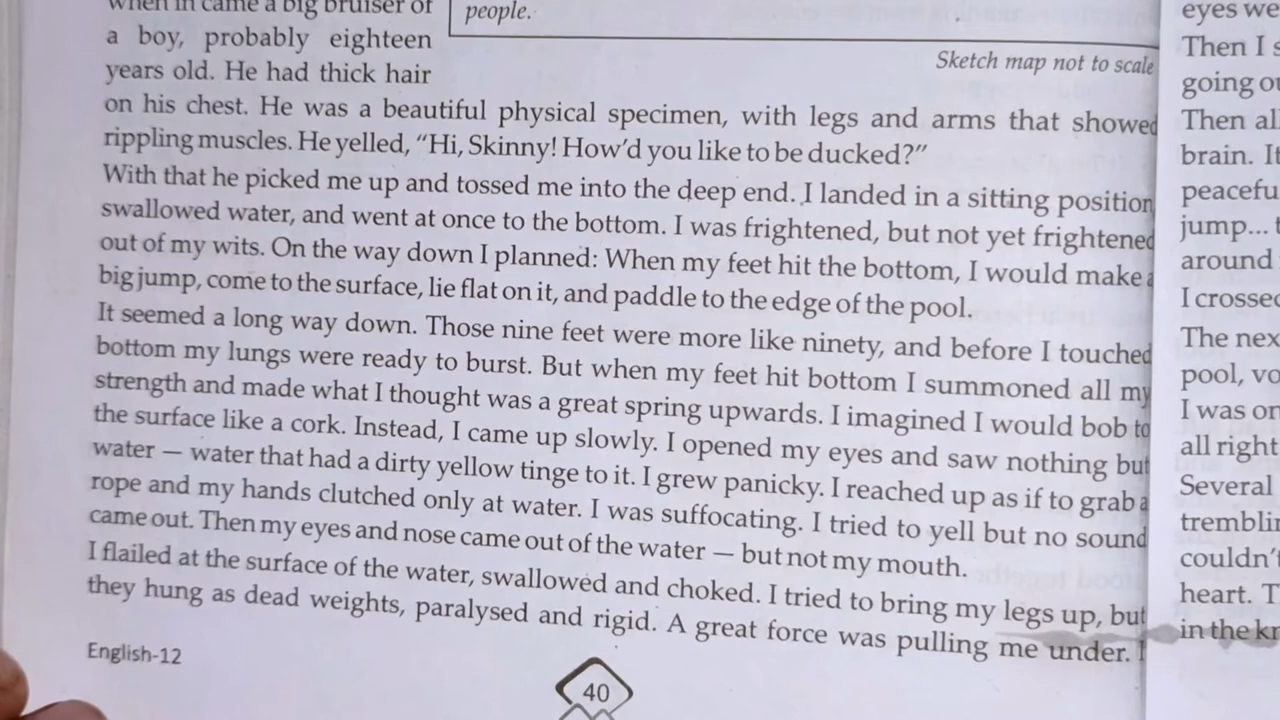 when in came a big bruiser of
people.
a boy, probably eighteen
years old. He had thick hair
Sketch map not to scale
on his chest. He was a beautiful physical specimen, with legs and arms that showed
rippling muscles. He yelled, “Hi, Skinny! How’d you like to be ducked?”
With that he picked me up and tossed me into the deep end. I landed in a sitting position
swallowed water, and went at once to the bottom. I was frightened, but not yet frightened
out of my wits. On the way down I planned: When my feet hit the bottom, I would make a
big jump, come to the surface, lie flat on it, and paddle to the edge of the pool.
It seemed a long way down. Those nine feet were more like ninety, and before I touched
bottom my lungs were ready to burst. But when my feet hit bottom I summoned all my
strength and made what I thought was a great spring upwards. I imagined I would bob to
the surface like a cork. Instead, I came up slowly. I opened my eyes and saw nothing but
water — water that had a dirty yellow tinge to it. I grew panicky. I reached up as if to grab a
rope and my hands clutched only at water. I was suffocating. I tried to yell but no sound
came out. Then my eyes and nose came out of the water — but not my mouth.
I flailed at the surface of the water, swallowed and choked. I tried to bring my legs up, but
they hung as dead weights, paralysed and rigid. A great force was pulling me under. I
English-12
40
eyes we
Then I s
going ou
Then all
brain. It
peacefu
jump... t
around
I crossed
The nex
pool, vo
I was on
all right
Several
tremblin
couldn’t
heart. T
in the kn